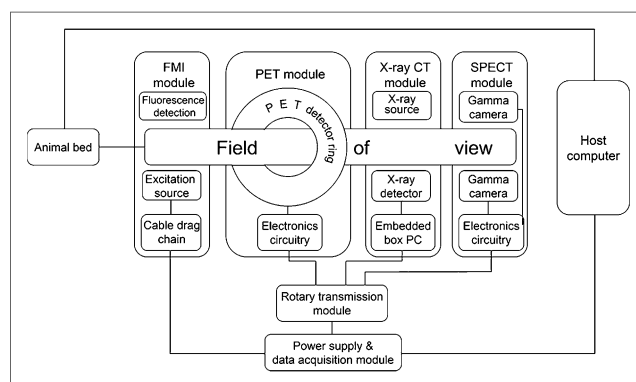 FMI
module
Fluorescence
detection
PET module
PET detector ring
X-ray CT
module
X-ray
source
SPECT
module
Gamma
camera
Animal bed
Field of view
Host
computer
Excitation
source
Cable drag
chain
Electronics
circuitry
X-ray
detector
Embedded
box PC
Gamma
camera
Electronics
circuitry
Rotary transmission
module
Power supply &
data acquisition module